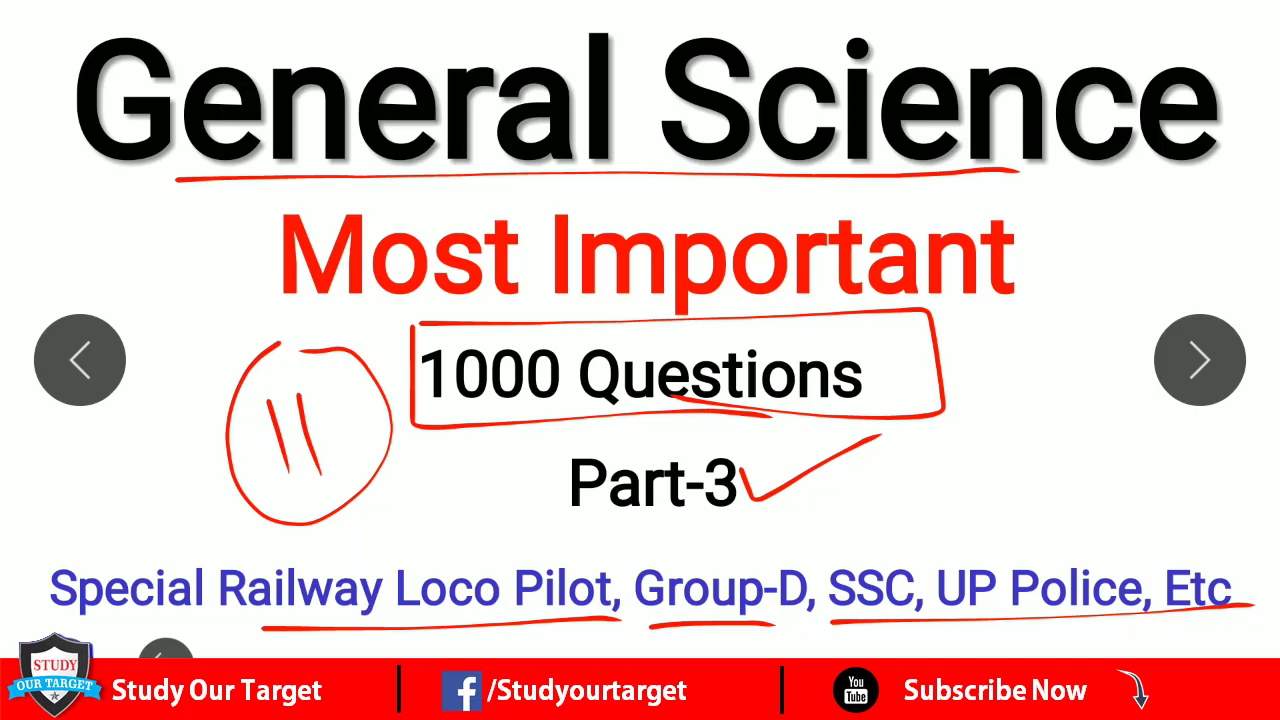 General Science
Most Important
1000 Questions
11
Part-3
Special Railway Loco Pilot, Group-D, SSC, UP Police, Etc
STUDY
OUR TARGET
Study Our Target
f /Studyourtarget
You
Tube
Subscribe Now